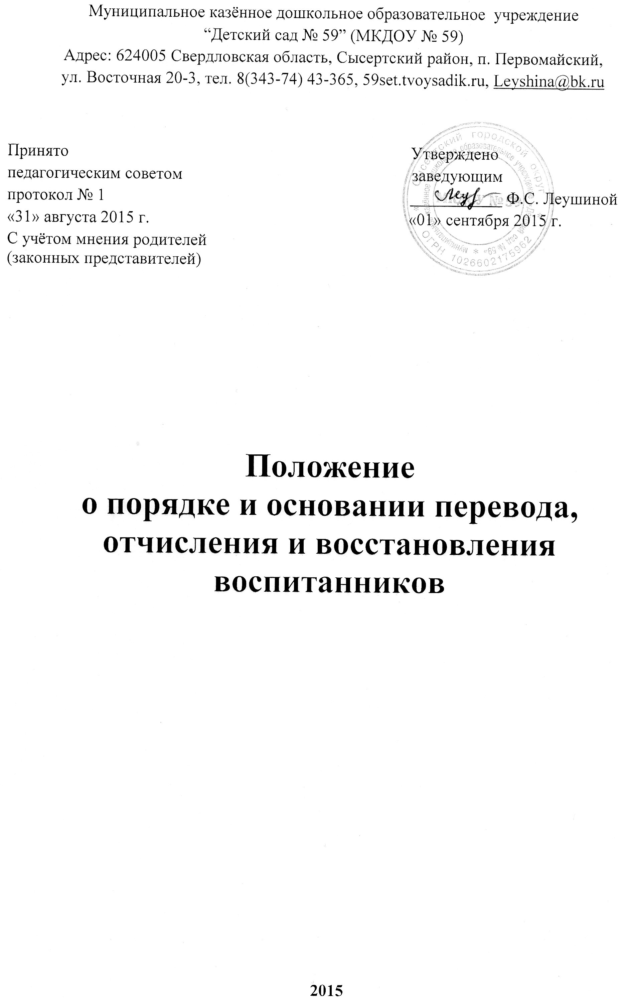 Муниципальное казённое дошкольное образовательное учреждение
“Детский сад № 59” (МКДОУ № 59)
Адрес: 624005 Свердловская область, Сысертский район, п. Первомайский,
ул. Восточная 20-3, тел. 8(343-74) 43-365, 59set.tvoysadik.ru, Leyshina@bk.ru
Принято
педагогическим советом
протокол № 1
«31» августа 2015 г.
С учётом мнения родителей
(законных представителей)
Утверждено
заведующим
Ф.С. Леушиной
«01» сентября 2015 г.
* Сысертский городской округ *
ОГРН 1026602175962
Муниципальное казённое дошкольное образовательное учреждение «Детский сад № 59» *
МКДОУ № 59
Положение
о порядке и основании перевода,
отчисления и восстановления
воспитанников
2015